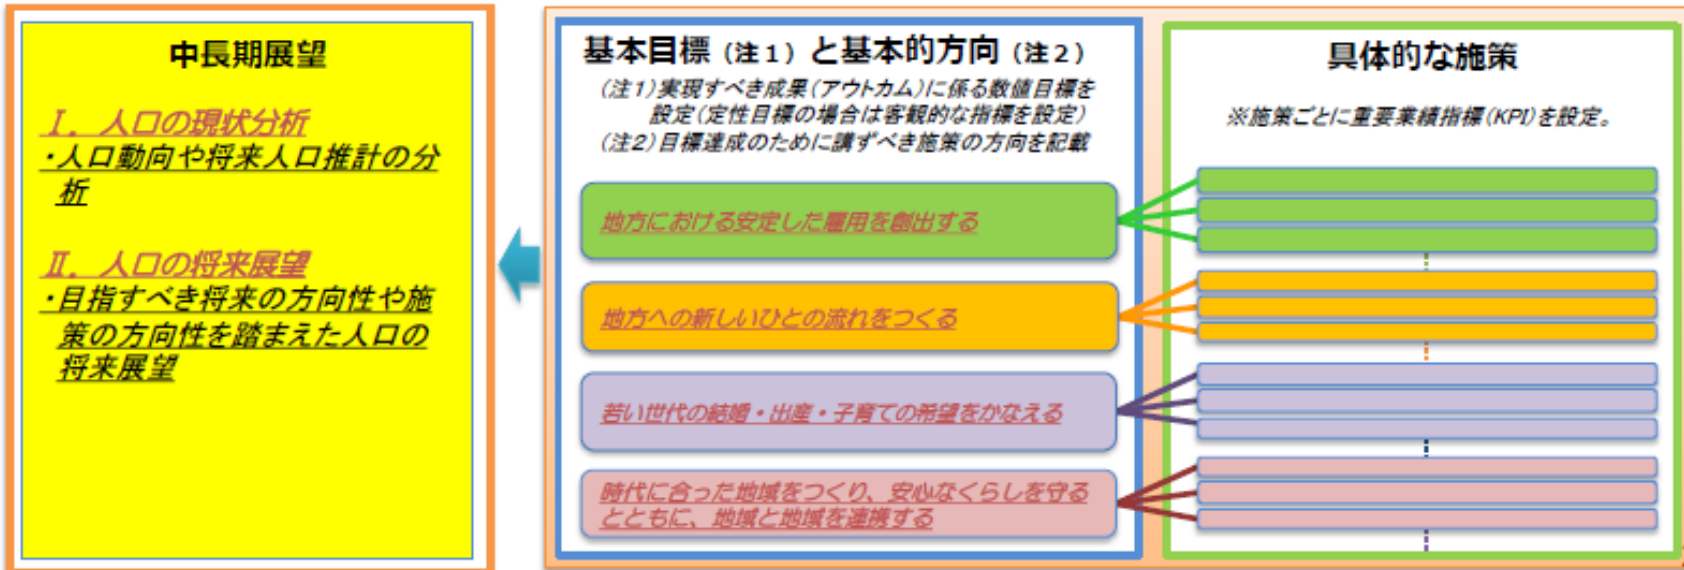 中長期展望
Ⅰ．人口の現状分析
・人口動向や将来人口推計の分
析
Ⅱ．人口の将来展望
・目指すべき将来の方向性や施
策の方向性を踏まえた人口の
将来展望
基本目標（注１）と基本的方向（注２）
(注１)実現すべき成果(アウトカム)に係る数値目標を
設定(定性目標の場合は客観的な指標を設定)
(注２)目標達成のために講ずべき施策の方向を記載
地方における安定した雇用を創出する
地方への新しいひとの流れをつくる
若い世代の結婚・出産・子育ての希望をかなえる
時代に合った地域をつくり、安心なくらしを守る
とともに、地域と地域を連携する
具体的な施策
※施策ごとに重要業績指標(KPI)を設定。